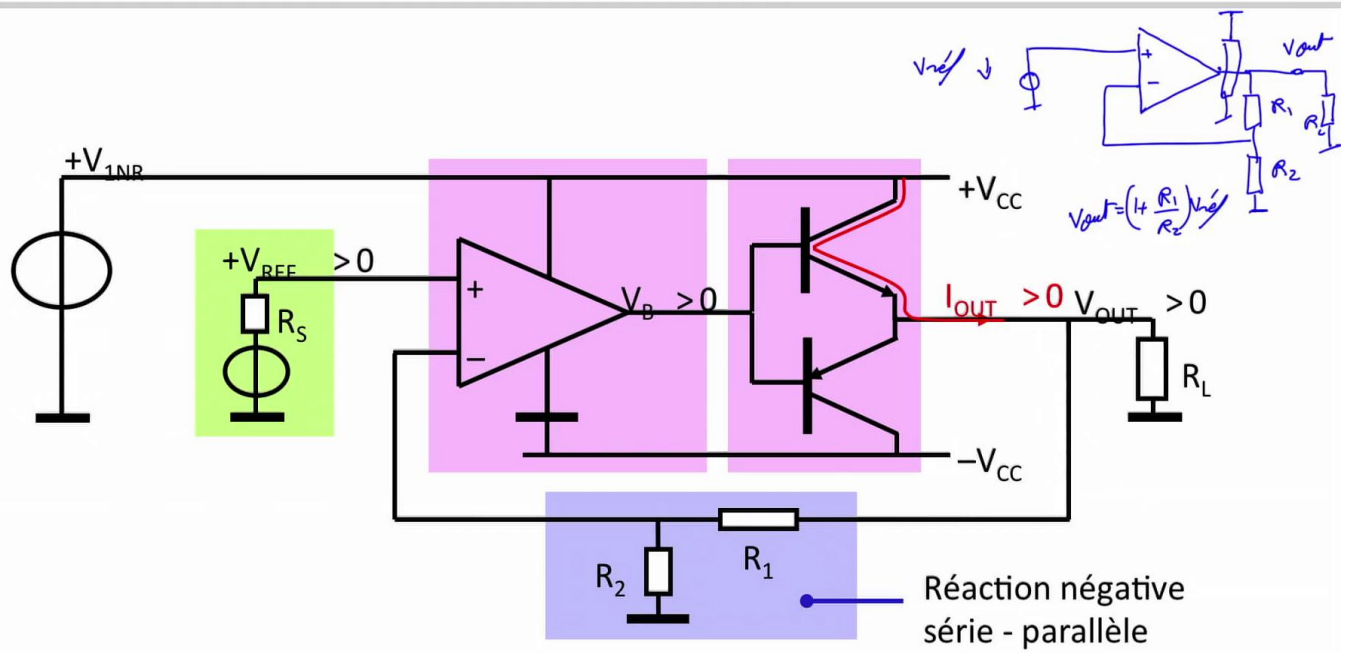 Vréf
+
−
Vout
R1
RL
R2
Vout=(1+R1/R2)Vréf
+V1NR
+VCC
+VREF >0
RS
+
−
VB >0
IOUT >0
VOUT >0
RL
−VCC
R2
R1
Réaction négative
série - parallèle